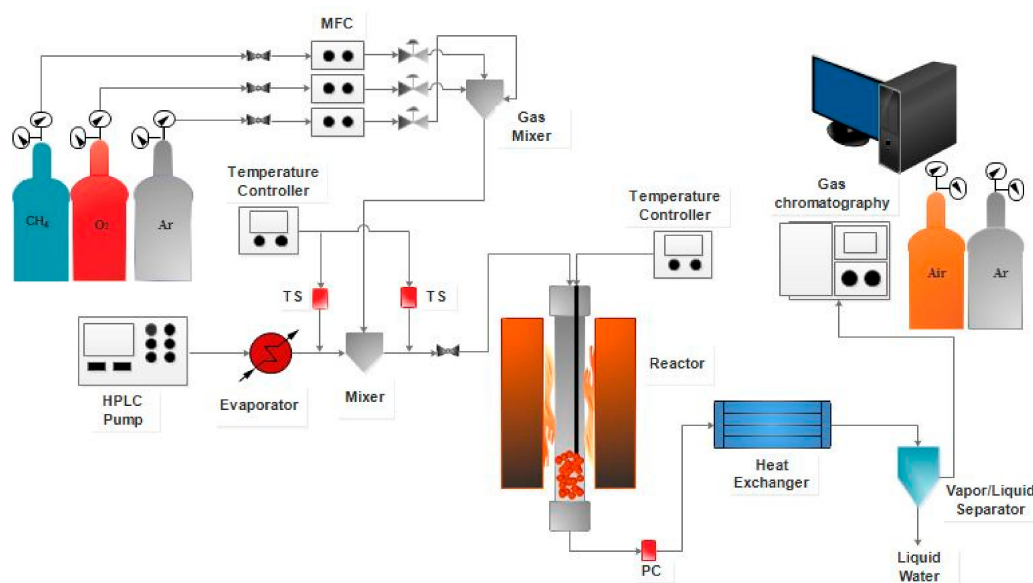 MFC
Gas
Mixer
CH₄
O₂
Ar
Temperature
Controller
TS
TS
HPLC
Pump
Evaporator
Mixer
Temperature
Controller
Reactor
PC
Heat
Exchanger
Gas
chromatography
Air
Ar
Vapor/Liquid
Separator
Liquid
Water